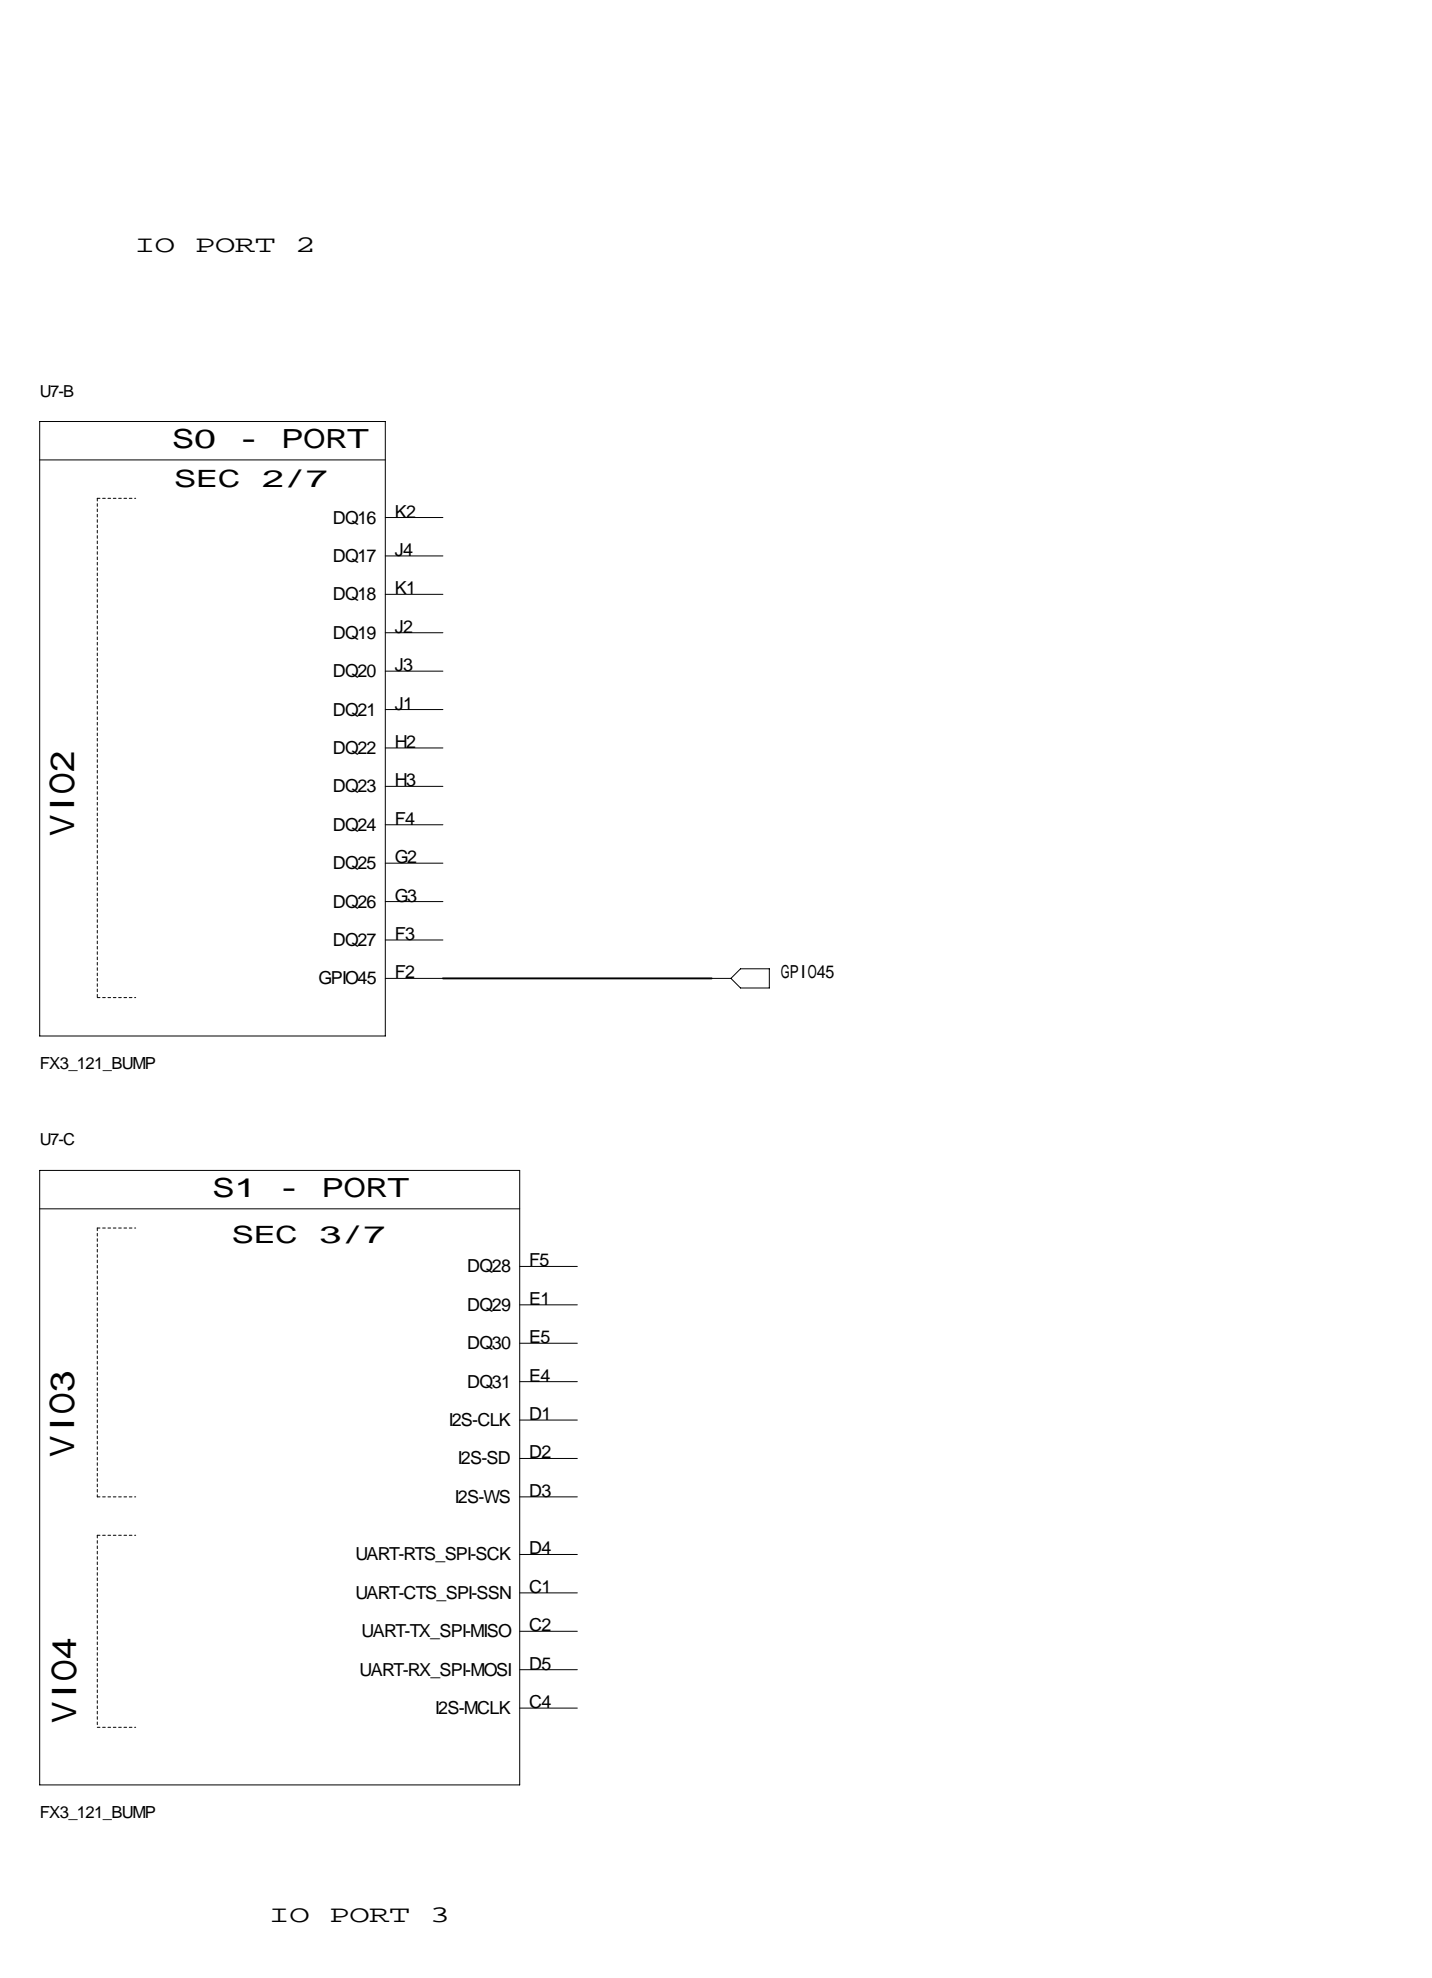 IO PORT 2
U7-B
S0 - PORT
SEC 2/7
VIO2
DQ16 K2
DQ17 J4
DQ18 K1
DQ19 J2
DQ20 J3
DQ21 J1
DQ22 H2
DQ23 H3
DQ24 F4
DQ25 G2
DQ26 G3
DQ27 F3
GPIO45 F2 GPIO45
FX3_121_BUMP
U7-C
S1 - PORT
SEC 3/7
VIO3
DQ28 F5
DQ29 E1
DQ30 E5
DQ31 E4
I2S-CLK D1
I2S-SD D2
I2S-WS D3
VIO4
UART-RTS_SPI-SCK D4
UART-CTS_SPI-SSN C1
UART-TX_SPI-MISO C2
UART-RX_SPI-MOSI D5
I2S-MCLK C4
FX3_121_BUMP
IO PORT 3